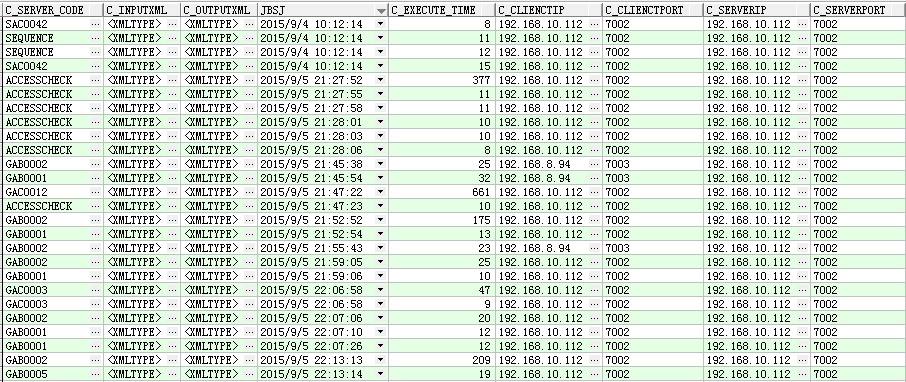 C_SERVER_CODE C_INPUTXML C_OUTPUTXML JBSJ C_EXECUTE_TIME C_CLIENCTIP C_CLIENCTPORT C_SERVERIP C_SERVERPORT
SAC0042 ... <XMLTYPE> ... <XMLTYPE> ... 2015/9/4 10:12:14 8 192.168.10.112 ... 7002 ... 192.168.10.112 ... 7002
SEQUENCE ... <XMLTYPE> ... <XMLTYPE> ... 2015/9/4 10:12:14 11 192.168.10.112 ... 7002 ... 192.168.10.112 ... 7002
SEQUENCE ... <XMLTYPE> ... <XMLTYPE> ... 2015/9/4 10:12:14 12 192.168.10.112 ... 7002 ... 192.168.10.112 ... 7002
SAC0042 ... <XMLTYPE> ... <XMLTYPE> ... 2015/9/4 10:12:14 15 192.168.10.112 ... 7002 ... 192.168.10.112 ... 7002
ACCESSCHECK ... <XMLTYPE> ... <XMLTYPE> ... 2015/9/5 21:27:52 377 192.168.10.112 ... 7002 ... 192.168.10.112 ... 7002
ACCESSCHECK ... <XMLTYPE> ... <XMLTYPE> ... 2015/9/5 21:27:55 11 192.168.10.112 ... 7002 ... 192.168.10.112 ... 7002
ACCESSCHECK ... <XMLTYPE> ... <XMLTYPE> ... 2015/9/5 21:27:58 11 192.168.10.112 ... 7002 ... 192.168.10.112 ... 7002
ACCESSCHECK ... <XMLTYPE> ... <XMLTYPE> ... 2015/9/5 21:28:01 10 192.168.10.112 ... 7002 ... 192.168.10.112 ... 7002
ACCESSCHECK ... <XMLTYPE> ... <XMLTYPE> ... 2015/9/5 21:28:03 10 192.168.10.112 ... 7002 ... 192.168.10.112 ... 7002
ACCESSCHECK ... <XMLTYPE> ... <XMLTYPE> ... 2015/9/5 21:28:06 8 192.168.10.112 ... 7002 ... 192.168.10.112 ... 7002
GAB0002 ... <XMLTYPE> ... <XMLTYPE> ... 2015/9/5 21:45:38 25 192.168.8.94 ... 7003 ... 192.168.10.112 ... 7002
GAB0001 ... <XMLTYPE> ... <XMLTYPE> ... 2015/9/5 21:45:54 32 192.168.8.94 ... 7003 ... 192.168.10.112 ... 7002
GAC0012 ... <XMLTYPE> ... <XMLTYPE> ... 2015/9/5 21:47:22 661 192.168.10.112 ... 7002 ... 192.168.10.112 ... 7002
ACCESSCHECK ... <XMLTYPE> ... <XMLTYPE> ... 2015/9/5 21:47:23 10 192.168.10.112 ... 7002 ... 192.168.10.112 ... 7002
GAB0002 ... <XMLTYPE> ... <XMLTYPE> ... 2015/9/5 21:52:52 175 192.168.10.112 ... 7002 ... 192.168.10.112 ... 7002
GAB0001 ... <XMLTYPE> ... <XMLTYPE> ... 2015/9/5 21:52:54 13 192.168.10.112 ... 7002 ... 192.168.10.112 ... 7002
GAB0002 ... <XMLTYPE> ... <XMLTYPE> ... 2015/9/5 21:55:43 23 192.168.8.94 ... 7003 ... 192.168.10.112 ... 7002
GAB0002 ... <XMLTYPE> ... <XMLTYPE> ... 2015/9/5 21:59:05 25 192.168.10.112 ... 7002 ... 192.168.10.112 ... 7002
GAB0001 ... <XMLTYPE> ... <XMLTYPE> ... 2015/9/5 21:59:06 10 192.168.10.112 ... 7002 ... 192.168.10.112 ... 7002
GAC0003 ... <XMLTYPE> ... <XMLTYPE> ... 2015/9/5 22:06:58 47 192.168.10.112 ... 7002 ... 192.168.10.112 ... 7002
GAC0003 ... <XMLTYPE> ... <XMLTYPE> ... 2015/9/5 22:06:58 9 192.168.10.112 ... 7002 ... 192.168.10.112 ... 7002
GAB0002 ... <XMLTYPE> ... <XMLTYPE> ... 2015/9/5 22:07:06 20 192.168.10.112 ... 7002 ... 192.168.10.112 ... 7002
GAB0001 ... <XMLTYPE> ... <XMLTYPE> ... 2015/9/5 22:07:10 12 192.168.10.112 ... 7002 ... 192.168.10.112 ... 7002
GAB0001 ... <XMLTYPE> ... <XMLTYPE> ... 2015/9/5 22:07:26 12 192.168.10.112 ... 7002 ... 192.168.10.112 ... 7002
GAB0002 ... <XMLTYPE> ... <XMLTYPE> ... 2015/9/5 22:13:13 209 192.168.10.112 ... 7002 ... 192.168.10.112 ... 7002
GAB0005 ... <XMLTYPE> ... <XMLTYPE> ... 2015/9/5 22:13:14 19 192.168.10.112 ... 7002 ... 192.168.10.112 ... 7002